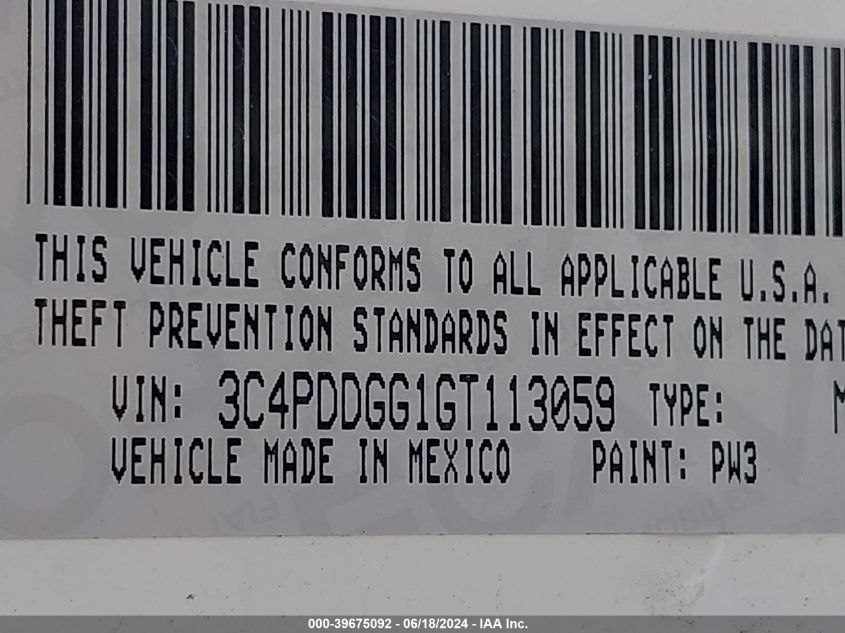 THIS VEHICLE CONFORMS TO ALL APPLICABLE U.S.A.
THEFT PREVENTION STANDARDS IN EFFECT ON THE DAT
VIN: 3C4PDDGG1GT113059 TYPE: M
VEHICLE MADE IN MEXICO PAINT: PW3
000-39675092 - 06/18/2024 - IAA Inc.